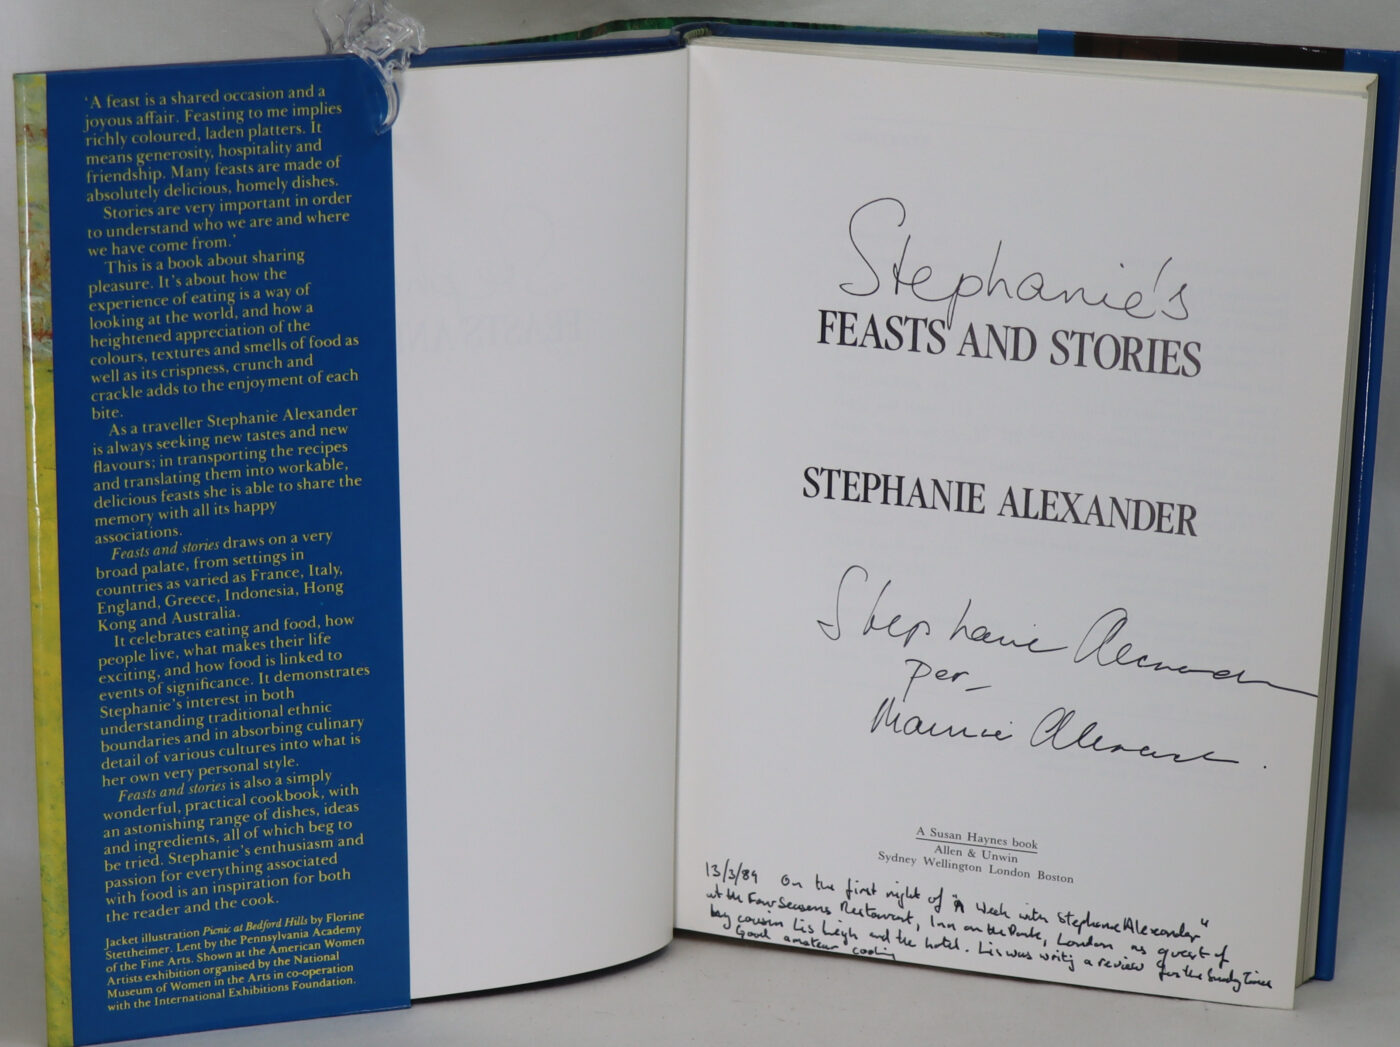 'A feast is a shared occasion and a
joyous affair. Feasting to me implies
richly coloured, laden platters. It
means generosity, hospitality and
friendship. Many feasts are made of
absolutely delicious, homely dishes.
Stories are very important in order
to understand who we are and where
we have come from.'
This is a book about sharing
pleasure. It's about how the
experience of eating is a way of
looking at the world, and how a
heightened appreciation of the
colours, textures and smells of food as
well as its crispness, crunch and
crackle adds to the enjoyment of each
bite.
As a traveller Stephanie Alexander
is always seeking new tastes and new
flavours; in transporting the recipes
and translating them into workable,
delicious feasts she is able to share the
memory with all its happy
associations.
Feasts and stories draws on a very
broad palate, from settings in
countries as varied as France, Italy,
England, Greece, Indonesia, Hong
Kong and Australia.
It celebrates eating and food, how
people live, what makes their life
exciting, and how food is linked to
events of significance. It demonstrates
Stephanie's interest in both
understanding traditional ethnic
boundaries and in absorbing culinary
detail of various cultures into what is
her own very personal style.
Feasts and stories is also a simply
wonderful, practical cookbook, with
an astonishing range of dishes, ideas
and ingredients, all of which beg to
be tried. Stephanie's enthusiasm and
passion for everything associated
with food is an inspiration for both
the reader and the cook.
Jacket illustration Picnic at Bedford Hills by Florine
Stettheimer. Lent by the Pennsylvania Academy
of the Fine Arts. Shown at the American Women
Artists exhibition organised by the National
Museum of Women in the Arts in co-operation
with the International Exhibitions Foundation.
Stephanie's
FEASTS AND STORIES
STEPHANIE ALEXANDER
Stephanie Alexander
per
Alexander.
A Susan Haynes book
Allen & Unwin
Sydney Wellington London Boston
13/3/89 On the first night of "A Week with Stephanie Alexander"
at the Four Seasons Restaurant, Inn on the Park, London as guest of
my cousin Lis Leigh and the hotel. Lis was writing a review for the Sunday Times
Good amateur cooking